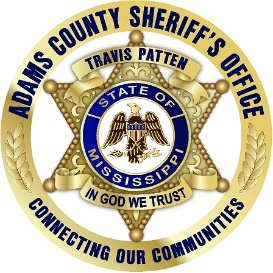 ADAMS COUNTY SHERIFF'S OFFICE
TRAVIS PATTEN
STATE OF
MISSISSIPPI
IN GOD WE TRUST
CONNECTING OUR COMMUNITIES